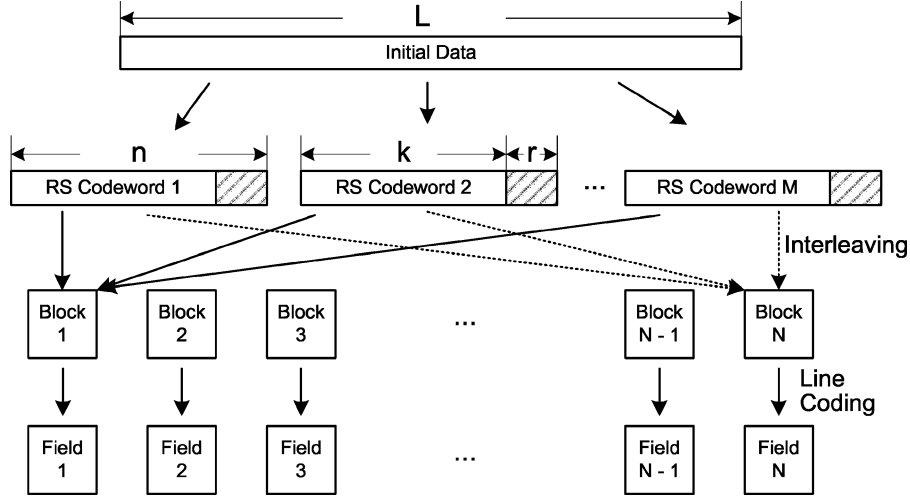 L
Initial Data
n
k
r
RS Codeword 1
RS Codeword 2
...
RS Codeword M
Interleaving
Block
1
Block
2
Block
3
...
Block
N - 1
Block
N
Line
Coding
Field
1
Field
2
Field
3
...
Field
N - 1
Field
N